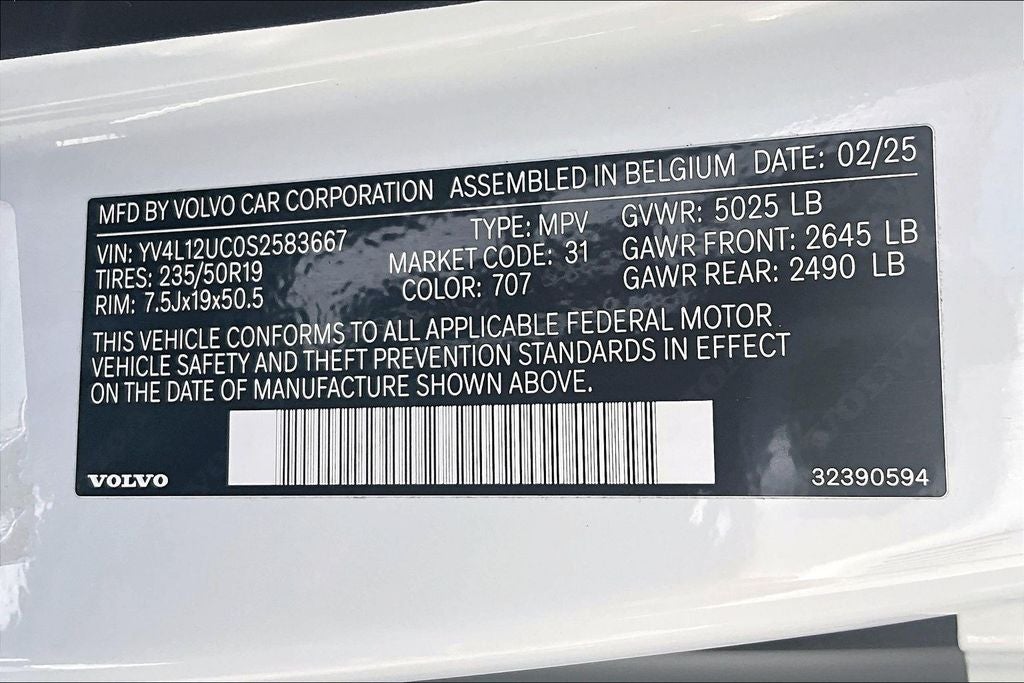 MFD BY VOLVO CAR CORPORATION ASSEMBLED IN BELGIUM DATE: 02/25
VIN: YV4L12UC0S2583667 TYPE: MPV GVWR: 5025 LB
TIRES: 235/50R19 MARKET CODE: 31 GAWR FRONT: 2645 LB
RIM: 7.5Jx19x50.5 COLOR: 707 GAWR REAR: 2490 LB
THIS VEHICLE CONFORMS TO ALL APPLICABLE FEDERAL MOTOR
VEHICLE SAFETY AND THEFT PREVENTION STANDARDS IN EFFECT
ON THE DATE OF MANUFACTURE SHOWN ABOVE.
VOLVO 32390594